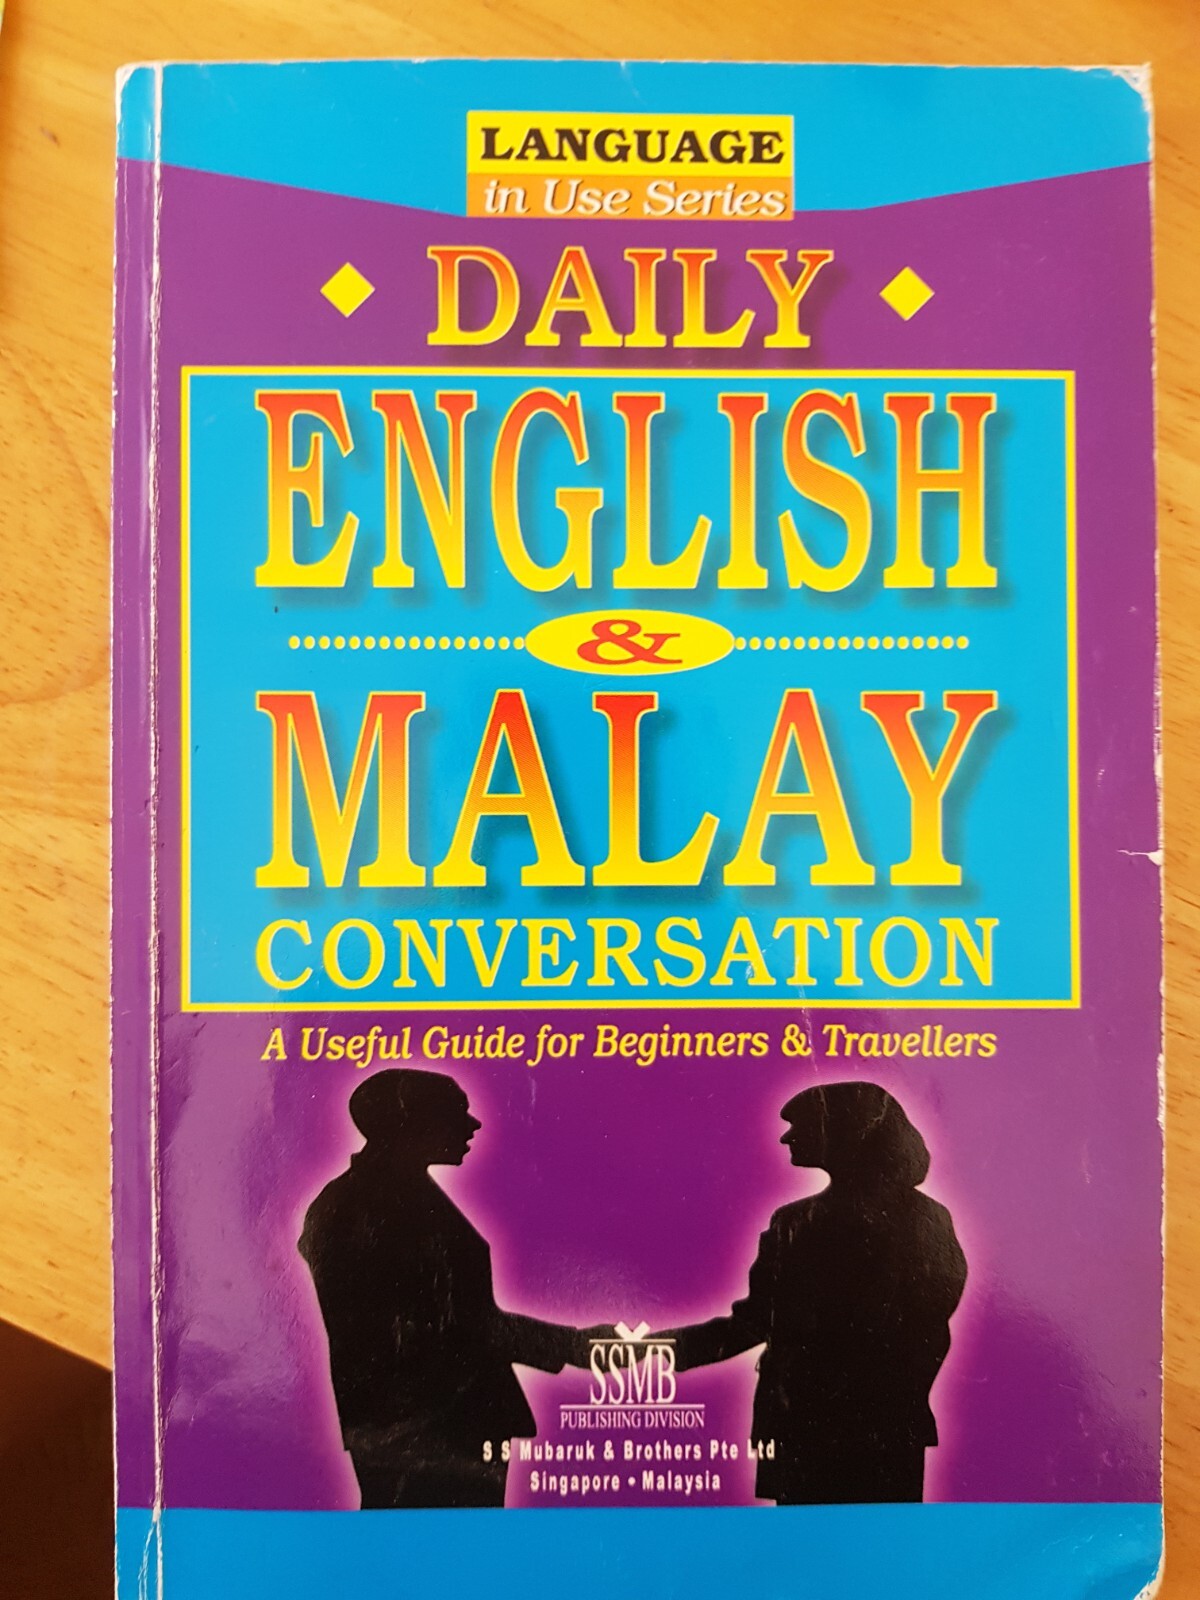 LANGUAGE
in Use Series
DAILY
ENGLISH
&
MALAY
CONVERSATION
A Useful Guide for Beginners & Travellers
SSMB
PUBLISHING DIVISION
S S Mubaruk & Brothers Pte Ltd
Singapore • Malaysia